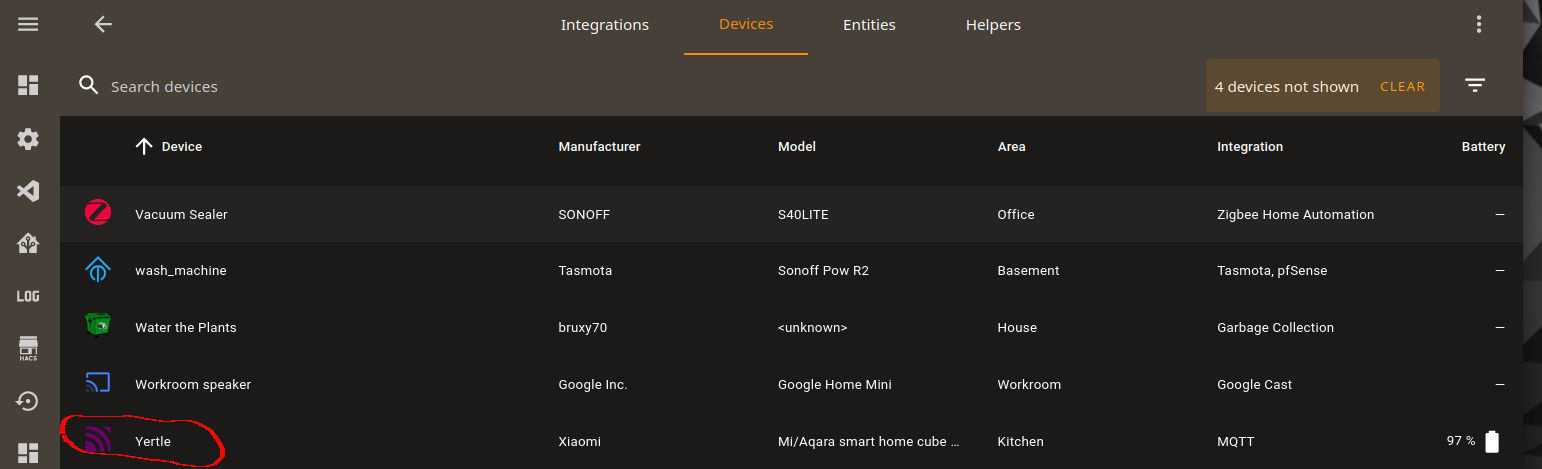 Integrations Devices Entities Helpers
Search devices 4 devices not shown CLEAR
Device Manufacturer Model Area Integration Battery
Vacuum Sealer SONOFF S40LITE Office Zigbee Home Automation –
wash_machine Tasmota Sonoff Pow R2 Basement Tasmota, pfSense –
LOG
Water the Plants bruxy70 <unknown> House Garbage Collection –
HACS
Workroom speaker Google Inc. Google Home Mini Workroom Google Cast –
Yertle Xiaomi Mi/Aqara smart home cube ... Kitchen MQTT 97 %